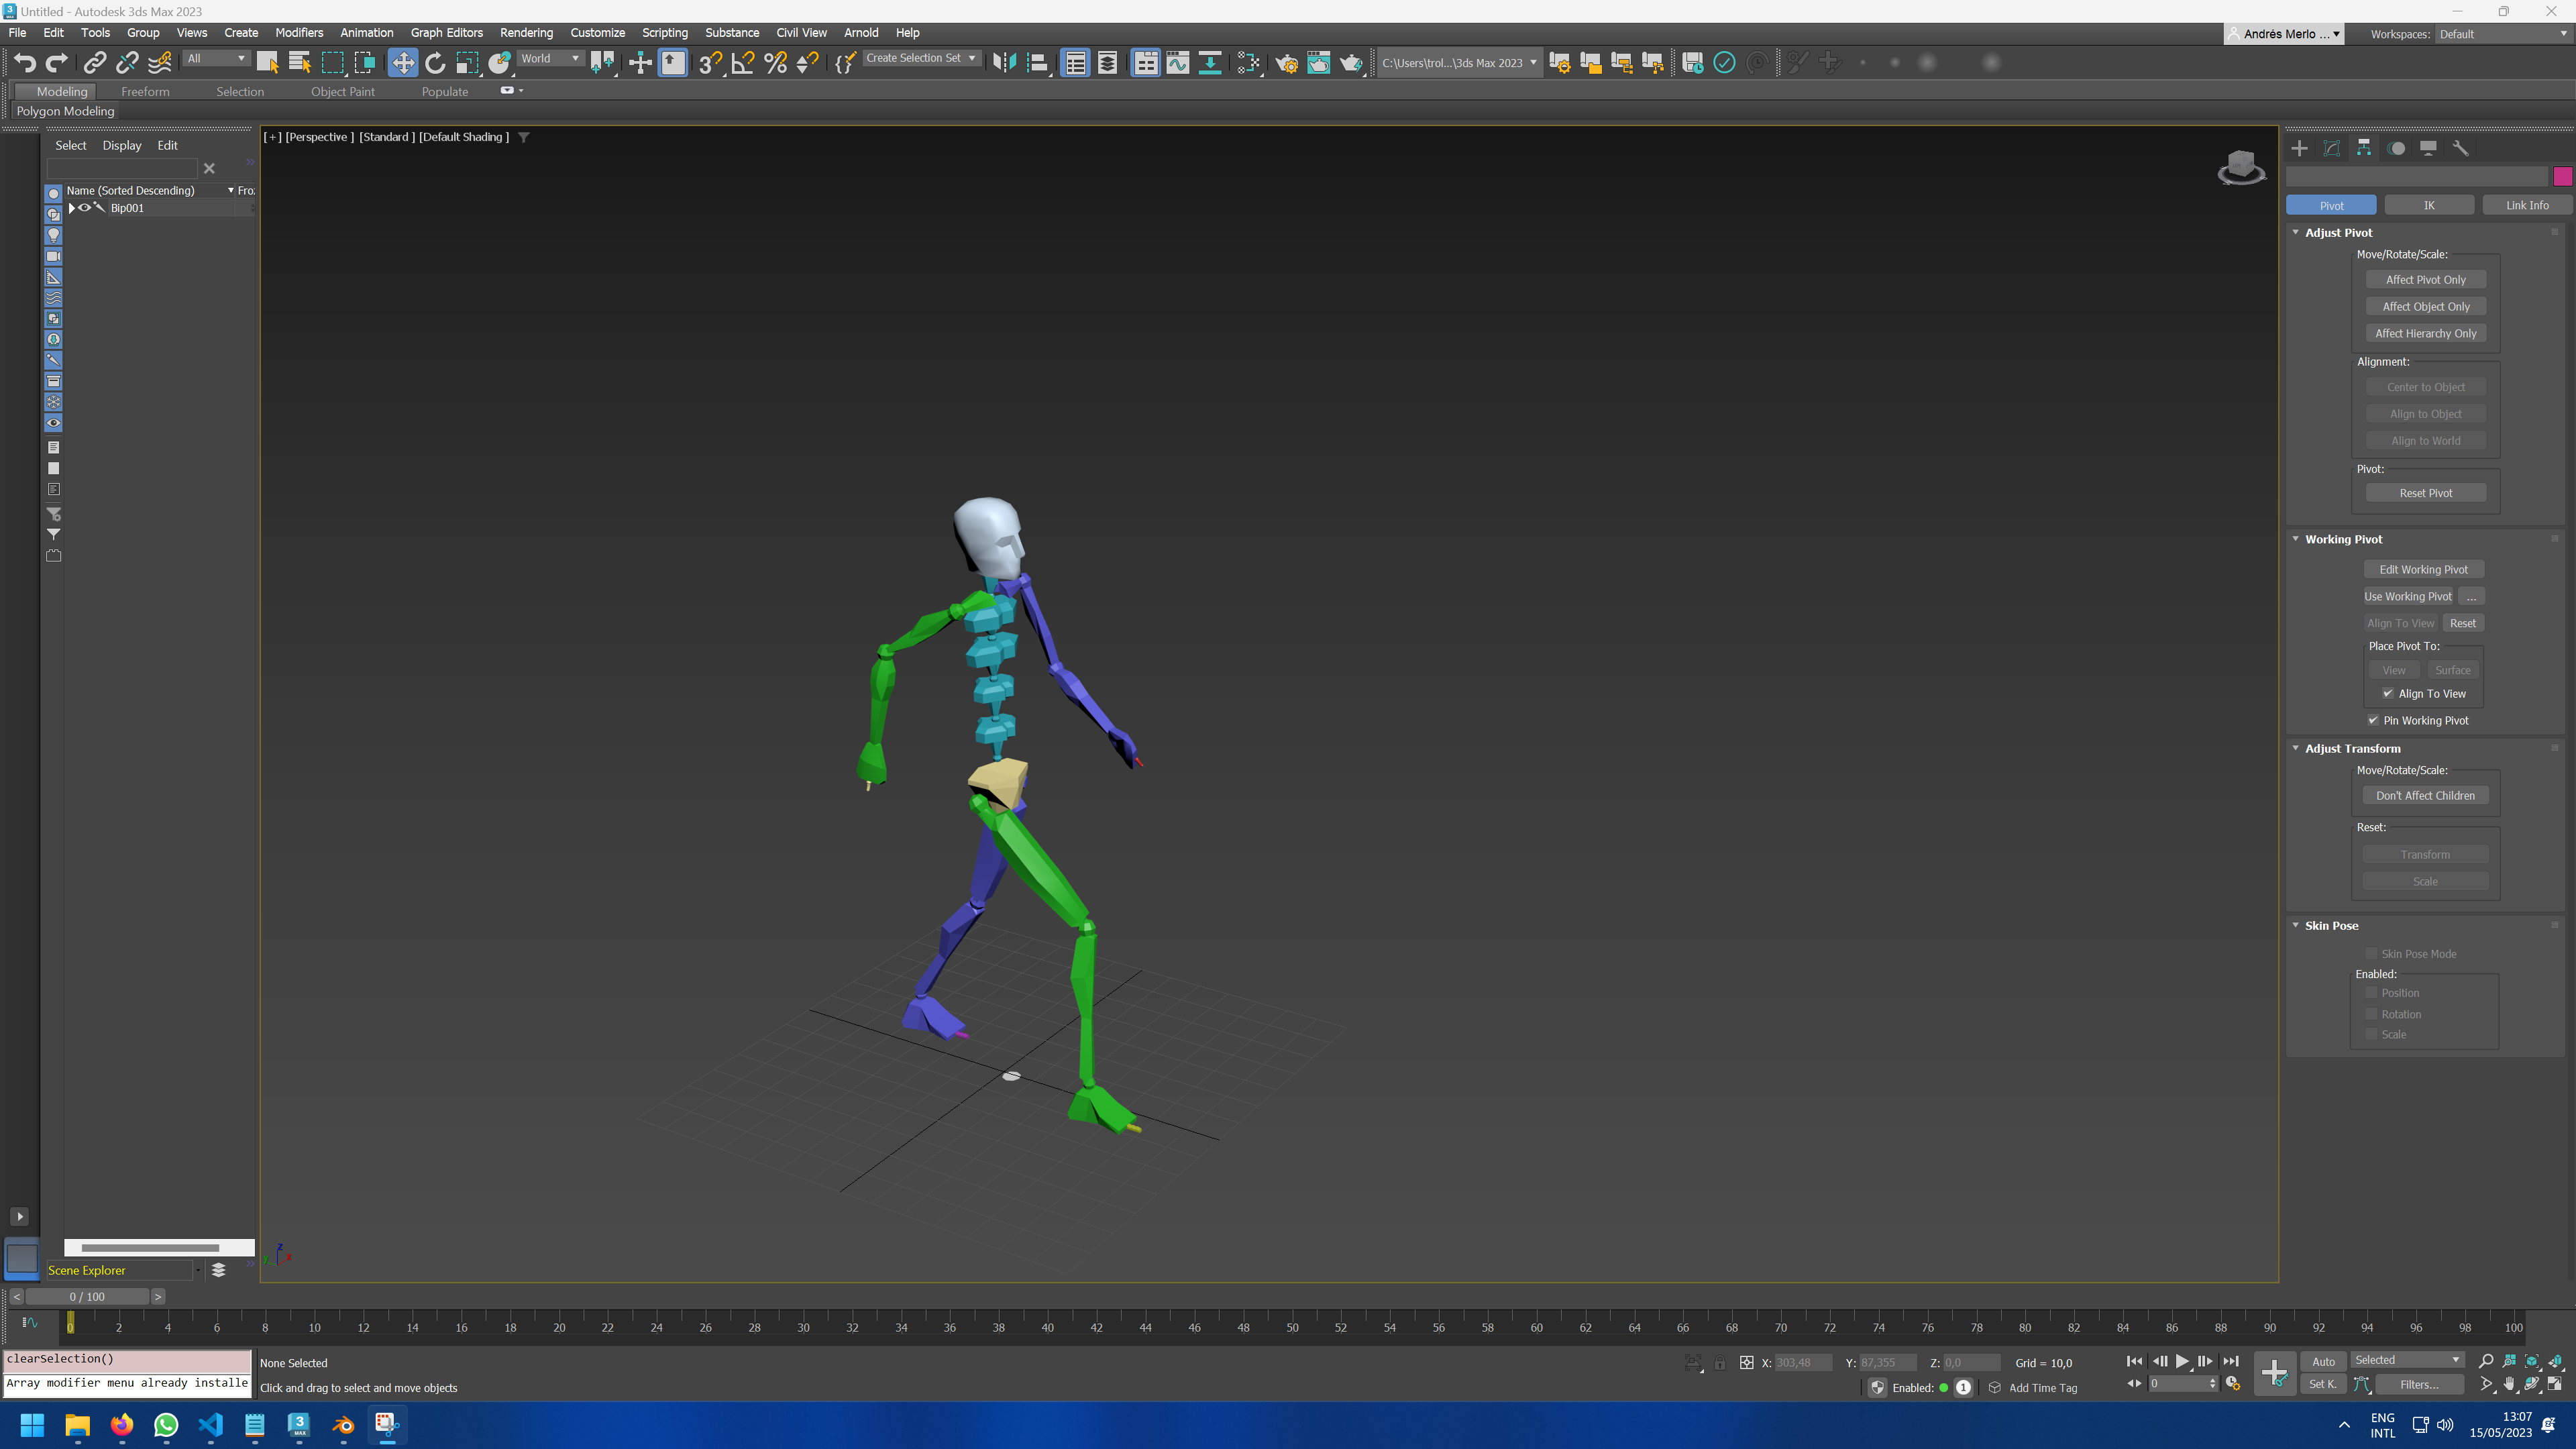 Untitled - Autodesk 3ds Max 2023
File Edit Tools Group Views Create Modifiers Animation Graph Editors Rendering Customize Scripting Substance Civil View Arnold Help
Andrés Merlo ... Workspaces: Default
All World Create Selection Set C:\Users\trol...\3ds Max 2023
Modeling Freeform Selection Object Paint Populate
Polygon Modeling
Select Display Edit
[+] [Perspective ] [Standard ] [Default Shading ]
Name (Sorted Descending) Fro
Bip001
Pivot IK Link Info
Adjust Pivot
Move/Rotate/Scale:
Affect Pivot Only
Affect Object Only
Affect Hierarchy Only
Alignment:
Center to Object
Align to Object
Align to World
Pivot:
Reset Pivot
Working Pivot
Edit Working Pivot
Use Working Pivot ...
Align To View Reset
Place Pivot To:
View Surface
Align To View
Pin Working Pivot
Adjust Transform
Move/Rotate/Scale:
Don't Affect Children
Reset:
Transform
Scale
Skin Pose
Skin Pose Mode
Enabled:
Position
Rotation
Scale
z
x
Scene Explorer
< 0 / 100 >
0 2 4 6 8 10 12 14 16 18 20 22 24 26 28 30 32 34 36 38 40 42 44 46 48 50 52 54 56 58 60 62 64 66 68 70 72 74 76 78 80 82 84 86 88 90 92 94 96 98 100
clearSelection()
Array modifier menu already installe
None Selected
Click and drag to select and move objects
X: 303,48 Y: 87,355 Z: 0,0 Grid = 10,0
Enabled: 1 Add Time Tag
0
Auto Selected
Set K. Filters...
ENG
INTL
13:07
15/05/2023